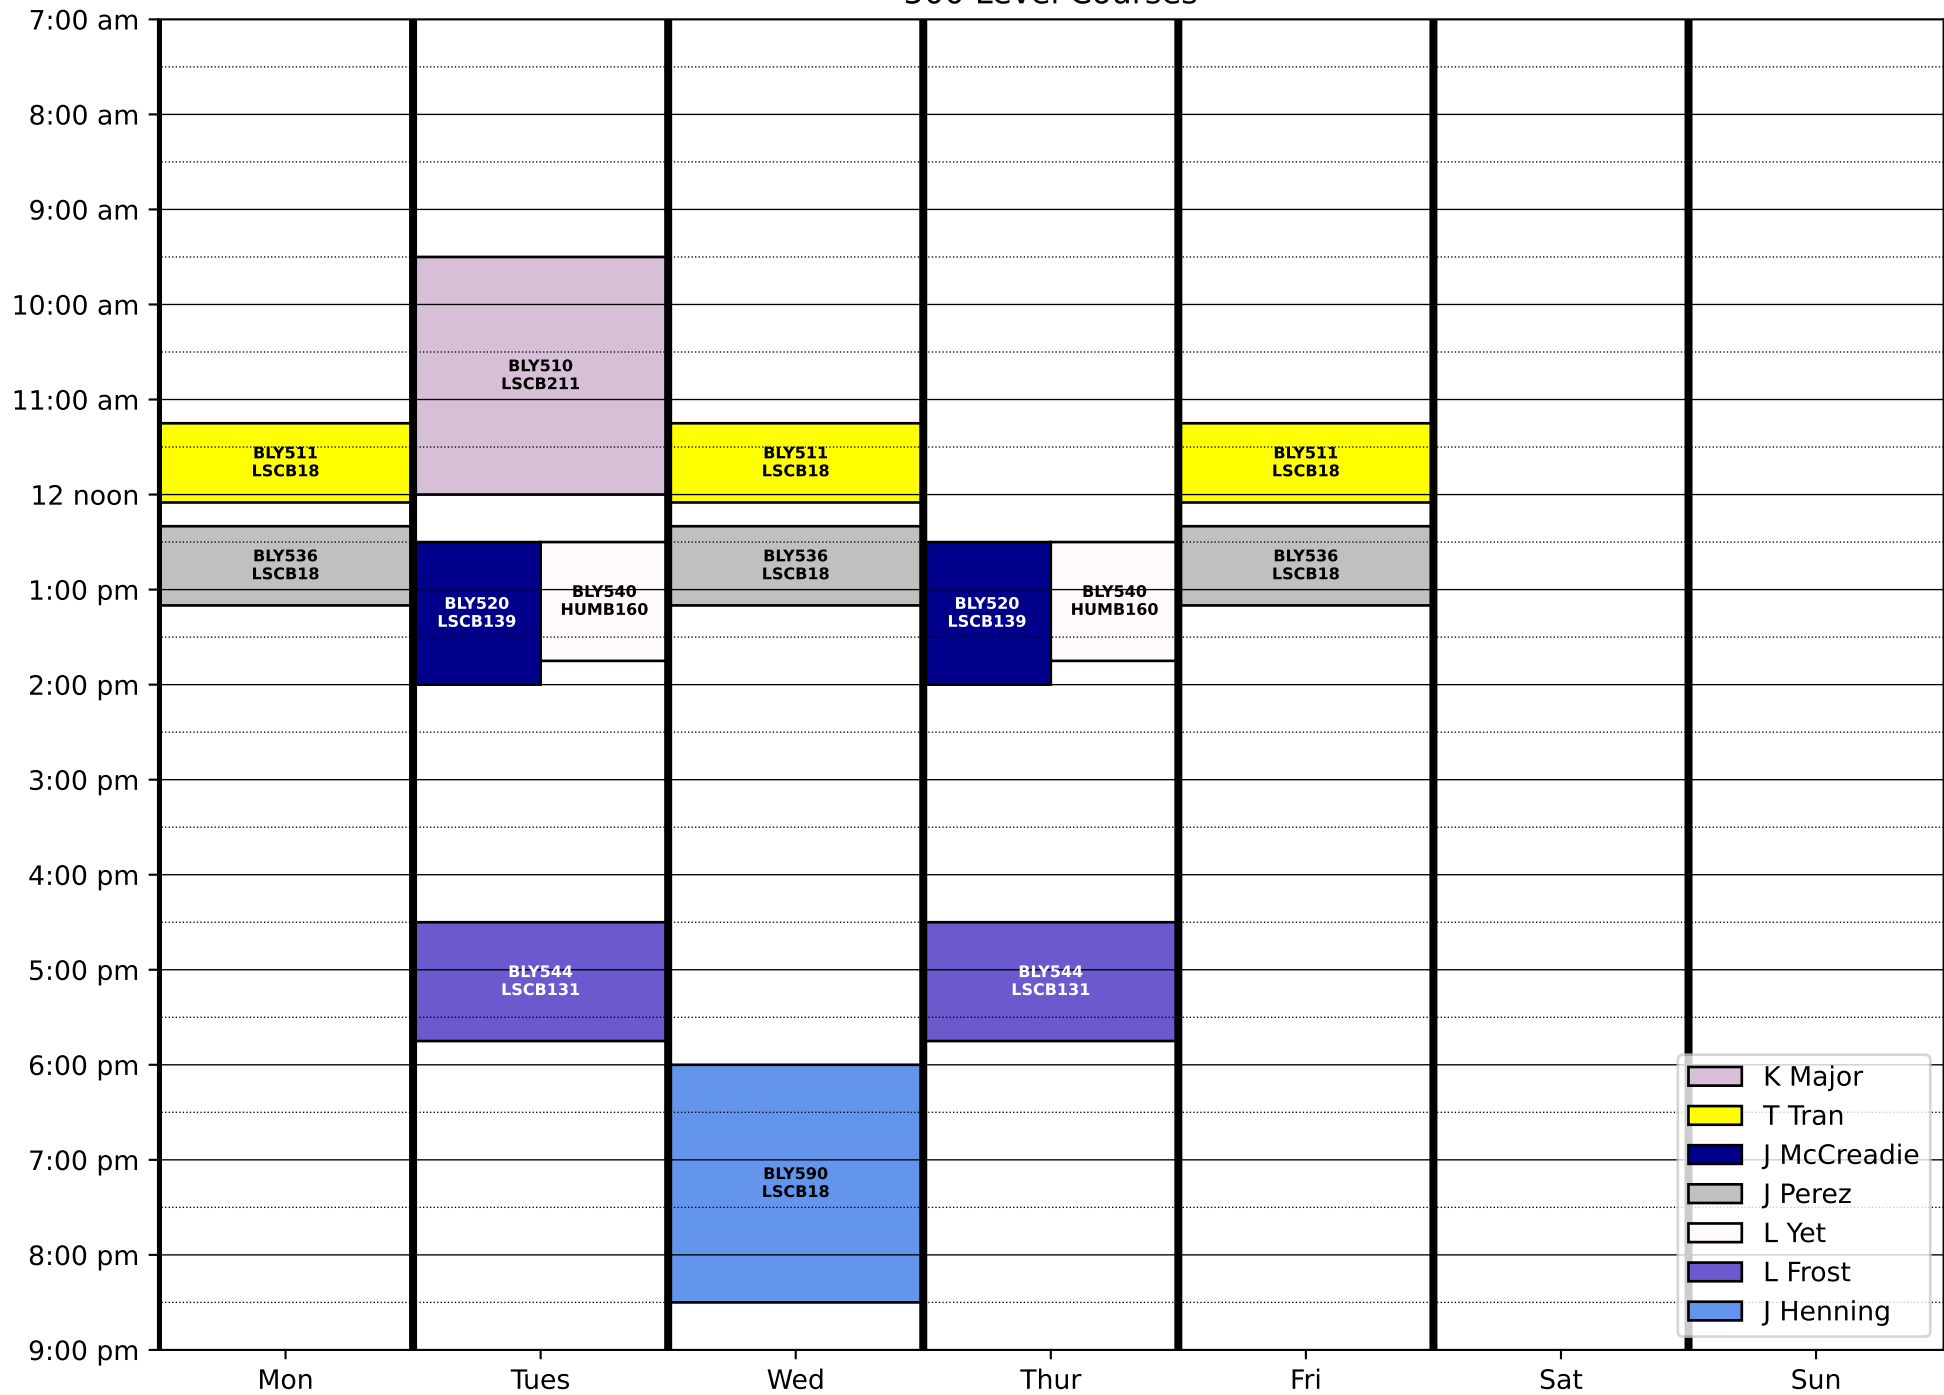 500 Level Courses
7:00 am
8:00 am
9:00 am
10:00 am
11:00 am
12 noon
1:00 pm
2:00 pm
3:00 pm
4:00 pm
5:00 pm
6:00 pm
7:00 pm
8:00 pm
9:00 pm
BLY510
LSCB211
BLY511
LSCB18
BLY511
LSCB18
BLY511
LSCB18
BLY536
LSCB18
BLY520
LSCB139
BLY540
HUMB160
BLY536
LSCB18
BLY520
LSCB139
BLY540
HUMB160
BLY536
LSCB18
BLY544
LSCB131
BLY544
LSCB131
BLY590
LSCB18
K Major
T Tran
J McCreadie
J Perez
L Yet
L Frost
J Henning
Mon
Tues
Wed
Thur
Fri
Sat
Sun